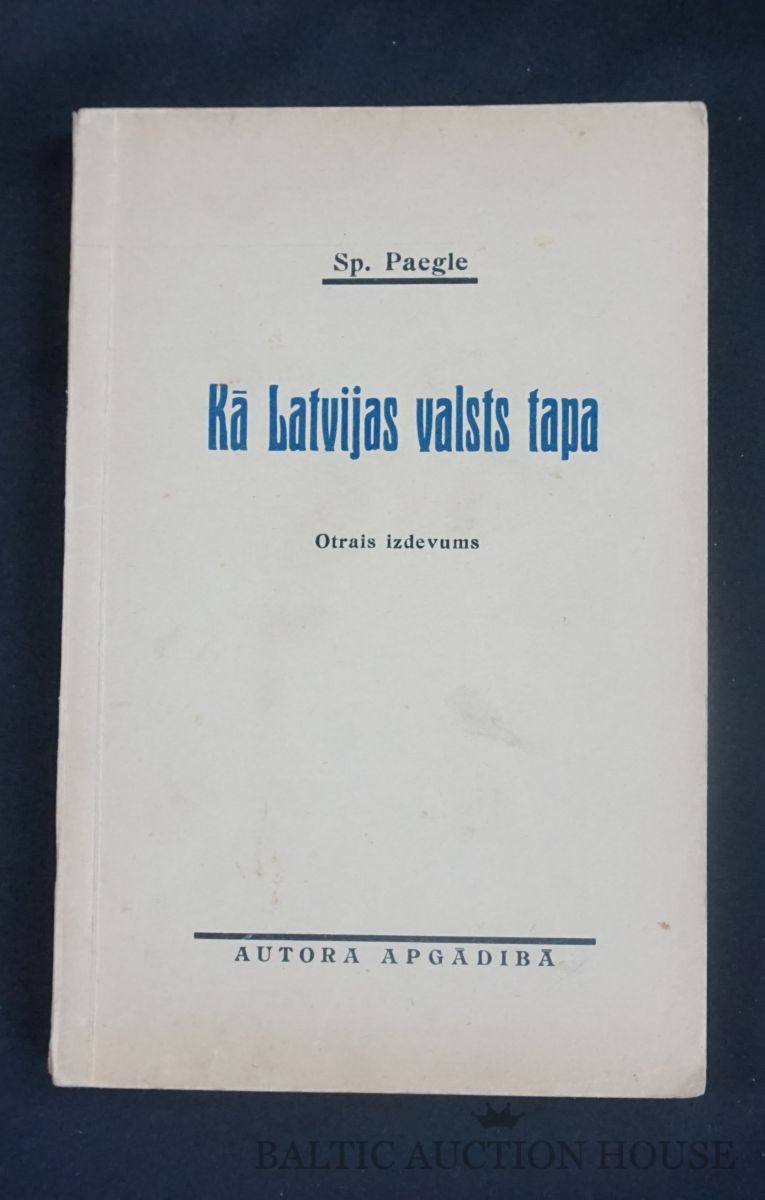 Sp. Paegle
Kā Latvijas valsts tapa
Otrais izdevums
AUTORA APGĀDIBĀ
BALTIC AUCTION HOUSE